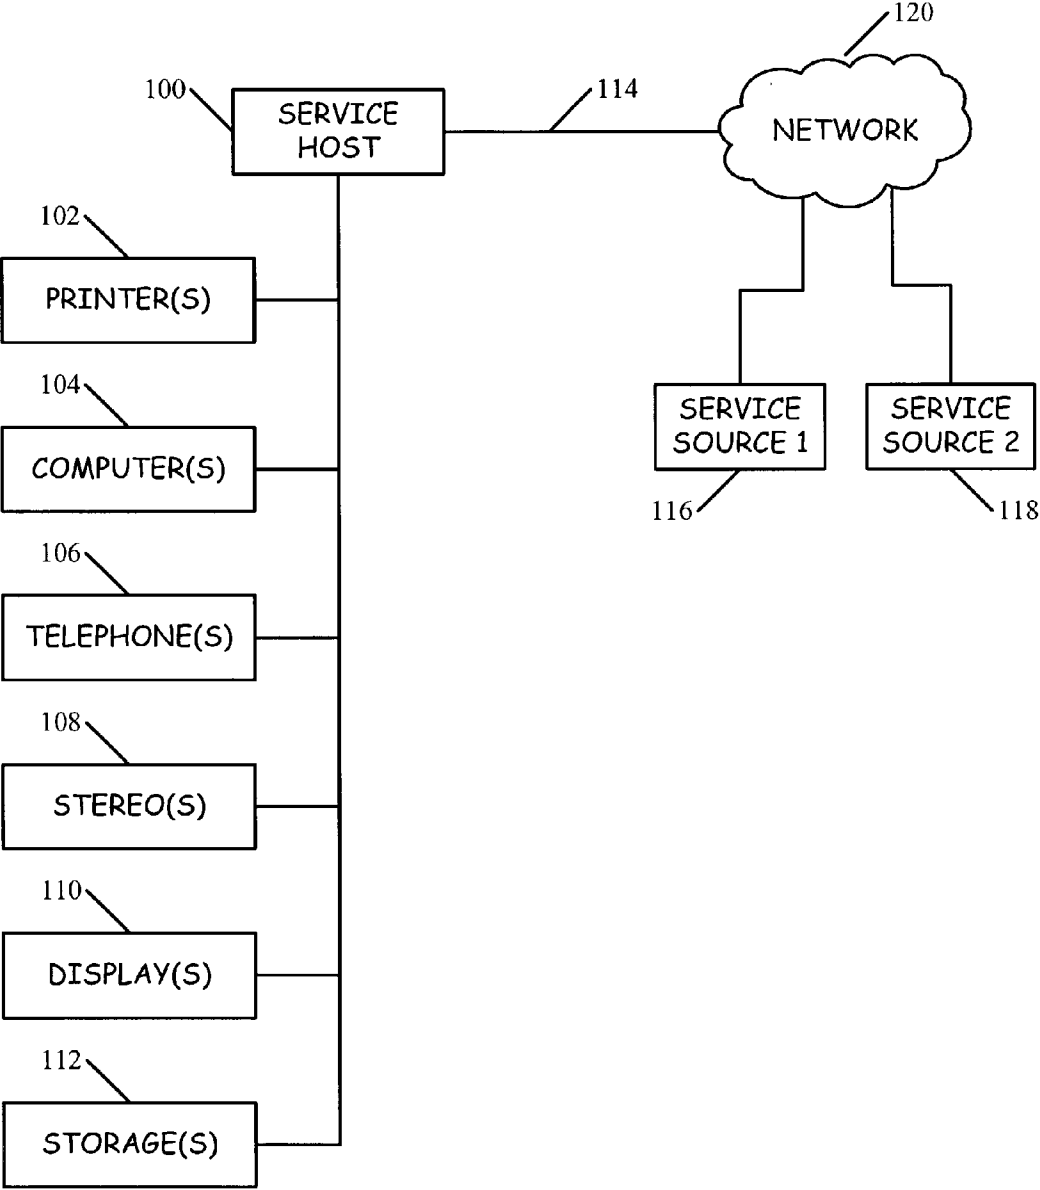 120
100
SERVICE
HOST
114
NETWORK
102
PRINTER(S)
104
COMPUTER(S)
SERVICE
SOURCE 1
SERVICE
SOURCE 2
116
118
106
TELEPHONE(S)
108
STEREO(S)
110
DISPLAY(S)
112
STORAGE(S)